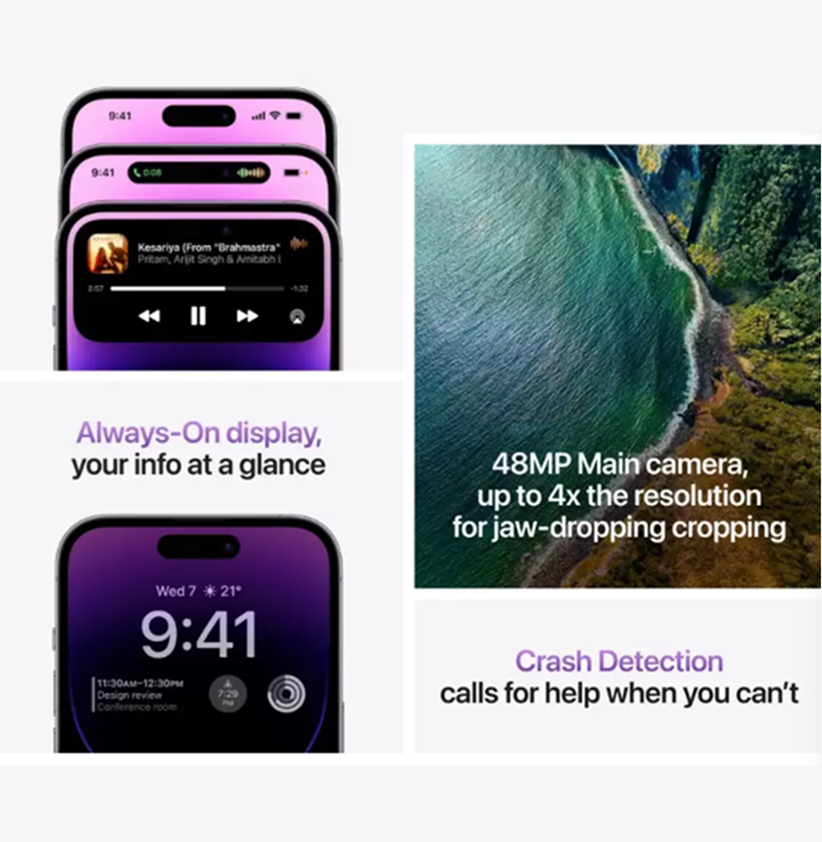 9:41
9:41 0:08
Kesariya (From "Brahmastra"
Pritam, Arijit Singh & Amitabh
2:57 -1:32
Always-On display,
your info at a glance
Wed 7 21°
9:41
11:30AM–12:30PM
Design review
Conference room
7:29
PM
48MP Main camera,
up to 4x the resolution
for jaw-dropping cropping
Crash Detection
calls for help when you can't